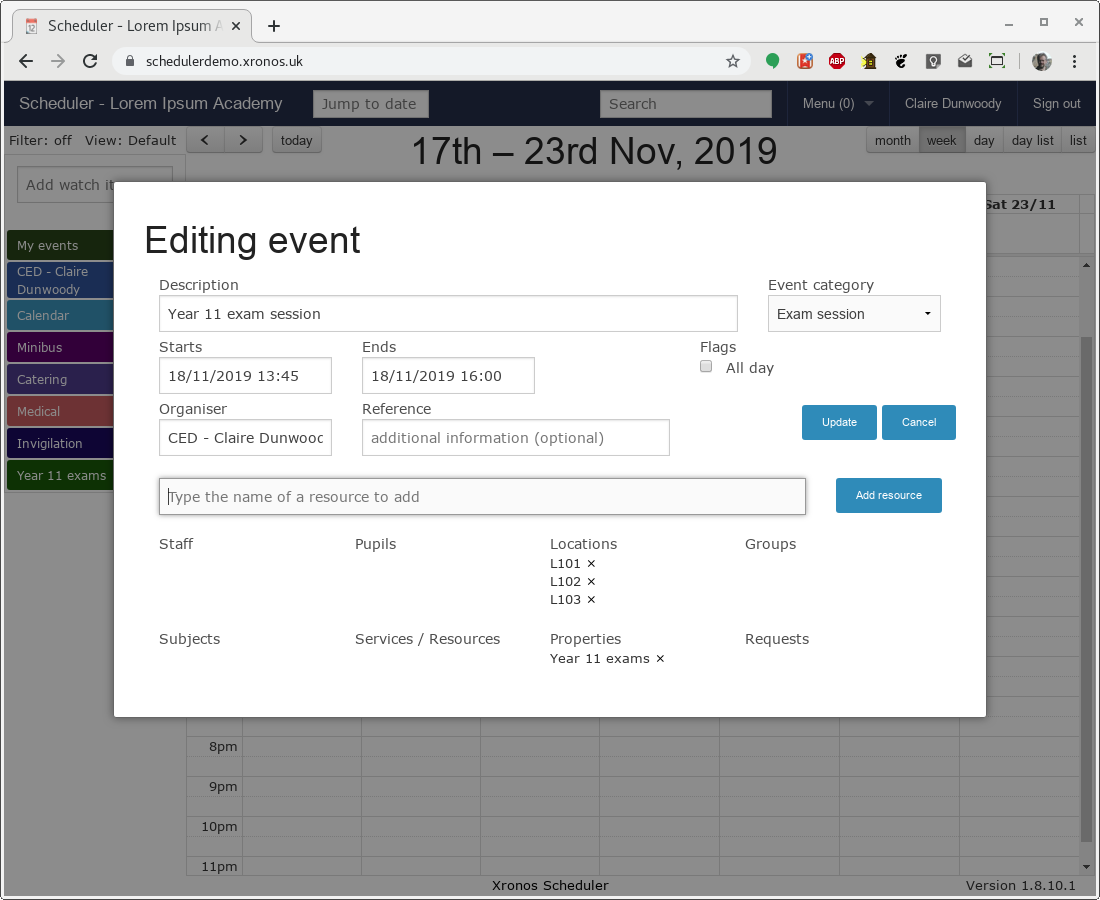 Scheduler - Lorem Ipsum A
schedulerdemo.xronos.uk
ABP
Scheduler - Lorem Ipsum Academy
Jump to date
Search
Menu (0)
Claire Dunwoody
Sign out
Filter: off
View: Default
today
17th – 23rd Nov, 2019
month
week
day
day list
list
Add watch it
Sat 23/11
My events
CED - Claire
Dunwoody
Calendar
Minibus
Catering
Medical
Invigilation
Year 11 exams
Editing event
Description
Event category
Year 11 exam session
Exam session
Starts
Ends
Flags
18/11/2019 13:45
18/11/2019 16:00
All day
Organiser
Reference
CED - Claire Dunwooc
additional information (optional)
Update
Cancel
Type the name of a resource to add
Add resource
Staff
Pupils
Locations
Groups
L101 ×
L102 ×
L103 ×
Subjects
Services / Resources
Properties
Requests
Year 11 exams ×
8pm
9pm
10pm
11pm
Xronos Scheduler
Version 1.8.10.1